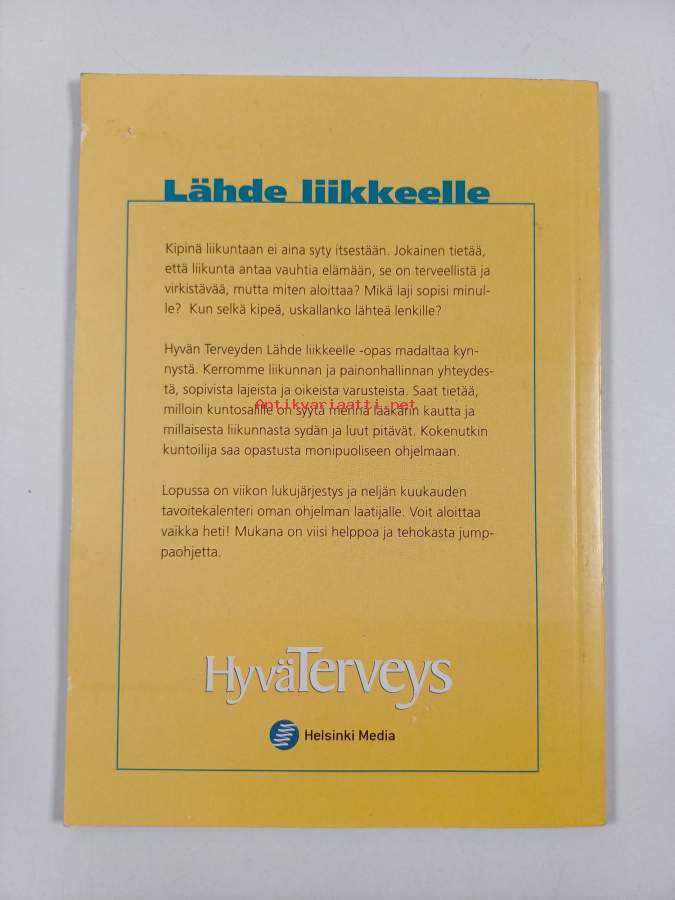 Lähde liikkeelle
Kipinä liikuntaan ei aina syty itsestään. Jokainen tietää,
että liikunta antaa vauhtia elämään, se on terveellistä ja
virkistävää, mutta miten aloittaa? Mikä laji sopisi minul-
le? Kun selkä kipeä, uskallanko lähteä lenkille?
Hyvän Terveyden Lähde liikkeelle -opas madaltaa kyn-
nystä. Kerromme liikunnan ja painonhallinnan yhteydes-
tä, sopivista lajeista ja oikeista varusteista. Saat tietää,
Antikvariaatti.net
milloin kuntosalille on syytä mennä lääkärin kautta ja
millaisesta liikunnasta sydän ja luut pitävät. Kokenutkin
kuntoilija saa opastusta monipuoliseen ohjelmaan.
Lopussa on viikon lukujärjestys ja neljän kuukauden
tavoitekalenteri oman ohjelman laatijalle. Voit aloittaa
vaikka heti! Mukana on viisi helppoa ja tehokasta jump-
paohjetta.
HyväTerveys
Helsinki Media